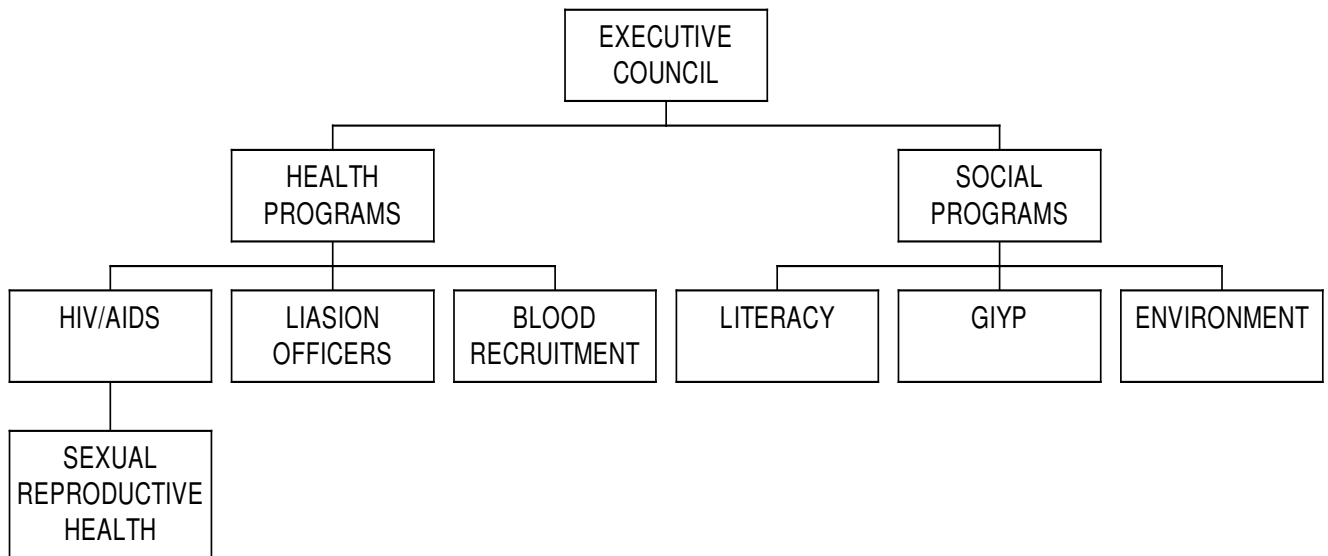 EXECUTIVE
COUNCIL
HEALTH
PROGRAMS
SOCIAL
PROGRAMS
HIV/AIDS
LIASION
OFFICERS
BLOOD
RECRUITMENT
LITERACY
GIYP
ENVIRONMENT
SEXUAL
REPRODUCTIVE
HEALTH